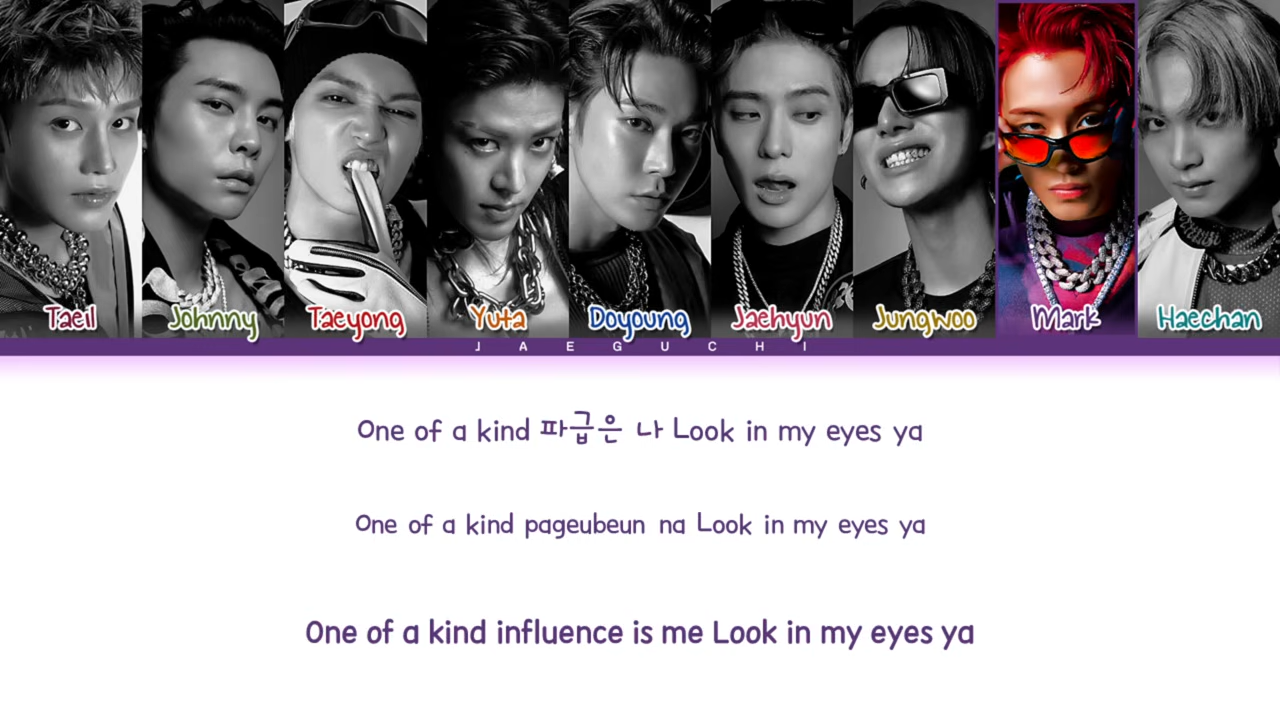 Taeil Johnny Taeyong Yuta Doyoung Jaehyun Jungwoo Mark Haechan
JAEGUCHI
One of a kind 파급은 나 Look in my eyes ya
One of a kind pageubeun na Look in my eyes ya
One of a kind influence is me Look in my eyes ya